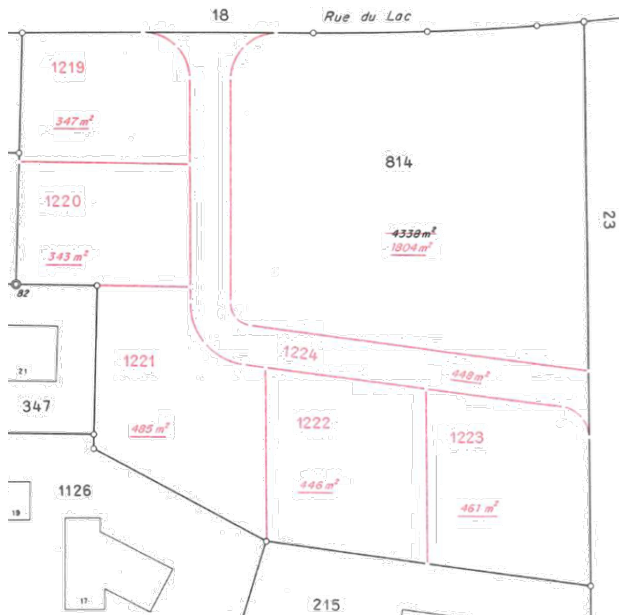 18
Rue du Lac
1219
347 m²
814
1220
4338 m²
1804 m²
23
343 m²
82
1221
1224
21
448 m²
347
485 m²
1222
1223
1126
446 m²
461 m²
19
17
215